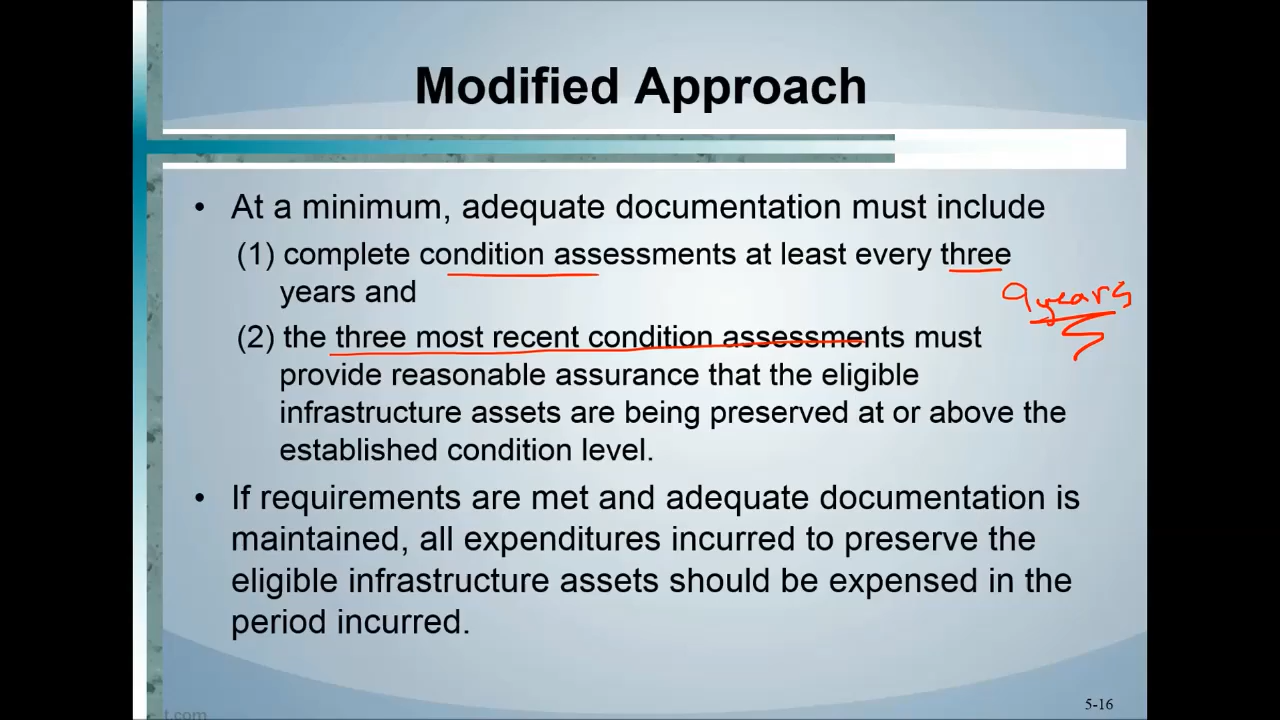 Modified Approach
• At a minimum, adequate documentation must include
(1) complete condition assessments at least every three
years and
9 years
(2) the three most recent condition assessments must
provide reasonable assurance that the eligible
infrastructure assets are being preserved at or above the
established condition level.
• If requirements are met and adequate documentation is
maintained, all expenditures incurred to preserve the
eligible infrastructure assets should be expensed in the
period incurred.
5-16
t.com